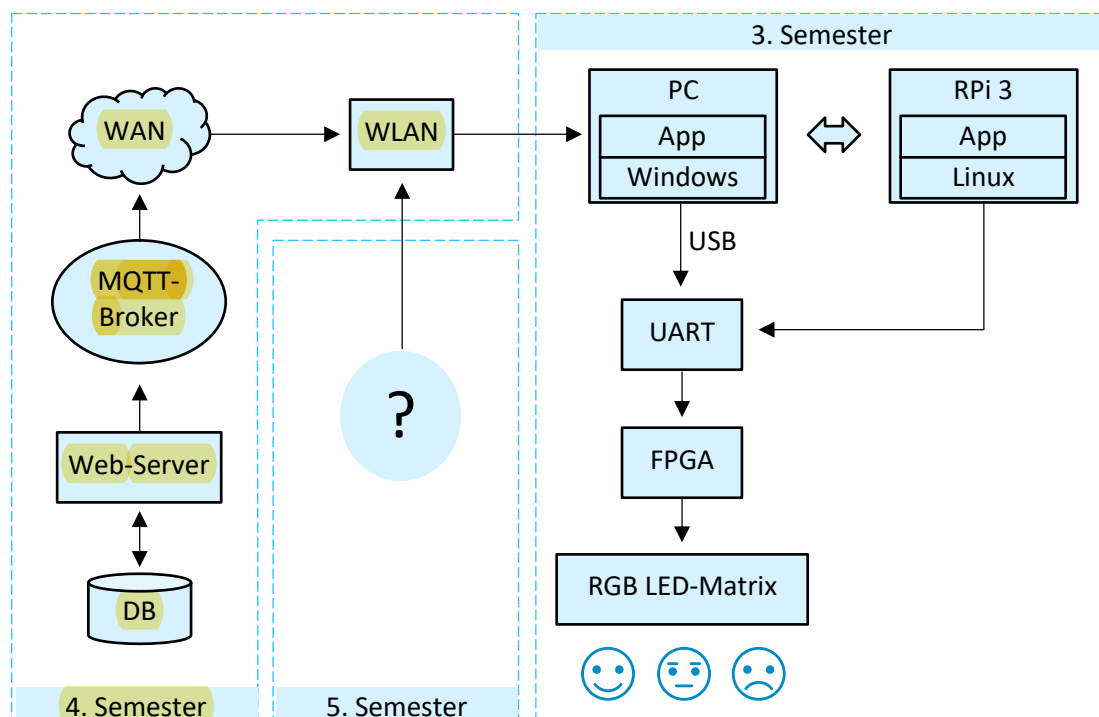 3. Semester
WAN
WLAN
PC
App
Windows
RPi 3
App
Linux
USB
MQTT-
Broker
UART
?
Web-Server
FPGA
DB
RGB LED-Matrix
4. Semester
5. Semester